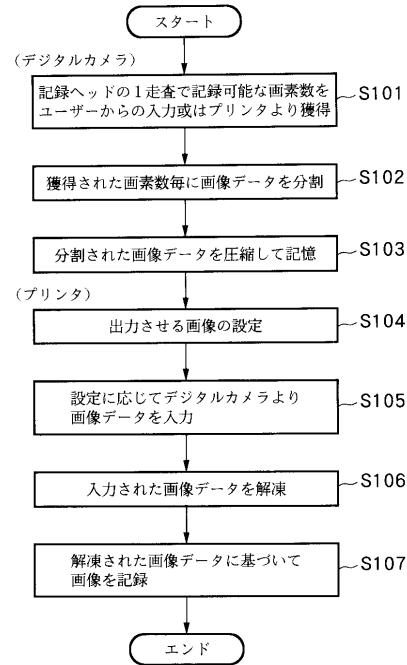 スタート
(デジタルカメラ)
記録ヘッドの1走査で記録可能な画素数を
ユーザーからの入力或はプリンタより獲得
S101
獲得された画素数毎に画像データを分割
S102
分割された画像データを圧縮して記憶
S103
(プリンタ)
出力させる画像の設定
S104
設定に応じてデジタルカメラより
画像データを入力
S105
入力された画像データを解凍
S106
解凍された画像データに基づいて
画像を記録
S107
エンド